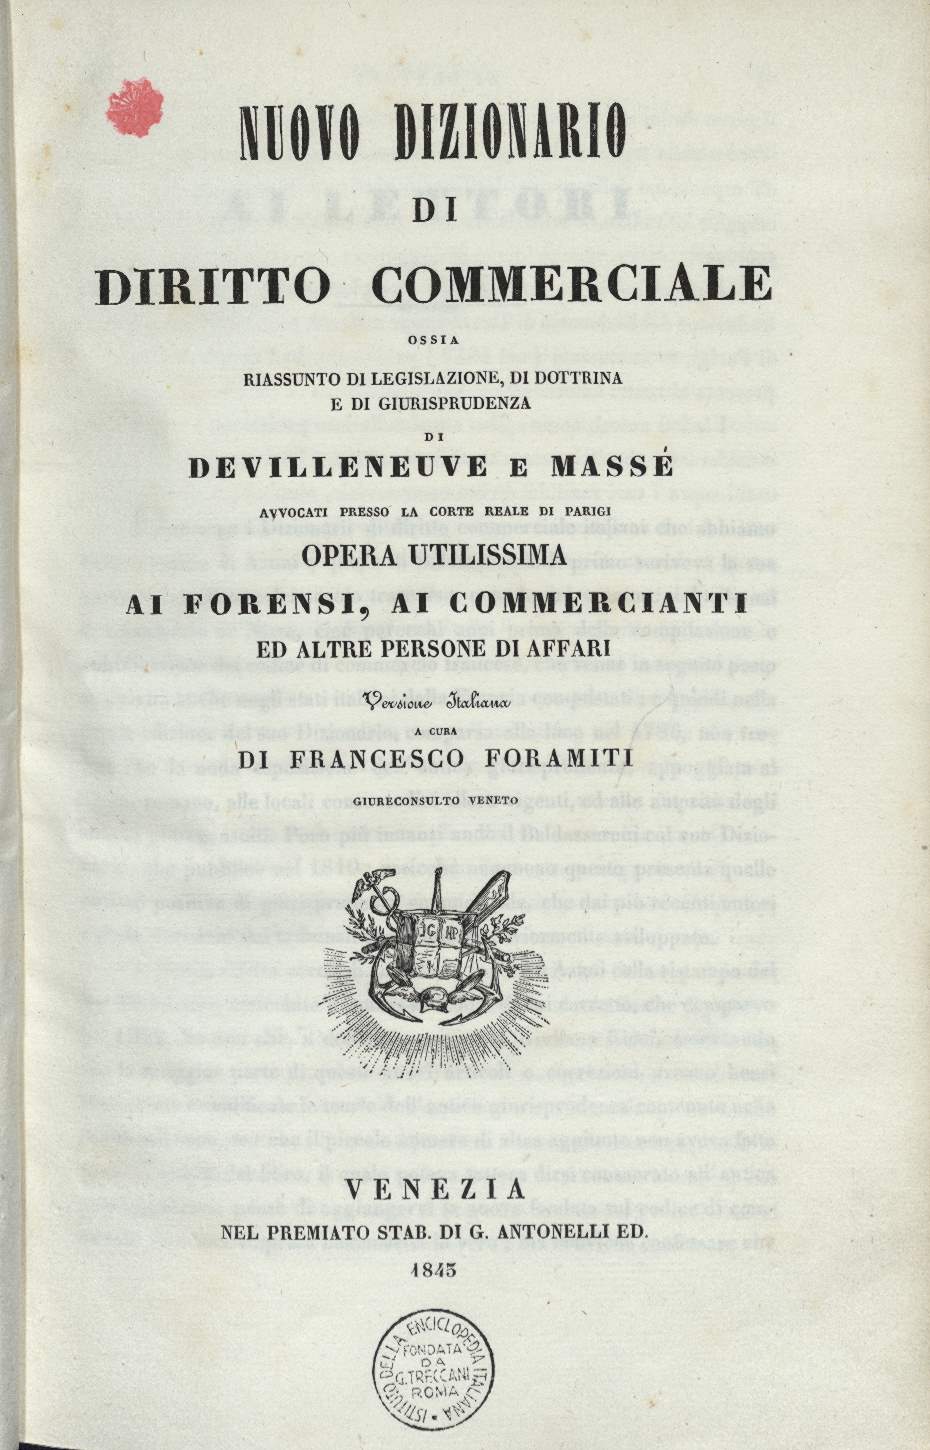 NUOVO DIZIONARIO
DI
DIRITTO COMMERCIALE
OSSIA
RIASSUNTO DI LEGISLAZIONE, DI DOTTRINA
E DI GIURISPRUDENZA
DI
DEVILLENEUVE E MASSÉ
AVVOCATI PRESSO LA CORTE REALE DI PARIGI
OPERA UTILISSIMA
AI FORENSI, AI COMMERCIANTI
ED ALTRE PERSONE DI AFFARI
Versione Italiana
A CURA
DI FRANCESCO FORAMITI
GIURECONSULTO VENETO
VENEZIA
NEL PREMIATO STAB. DI G. ANTONELLI ED.
1843
ISTITUTO DELLA ENCICLOPEDIA ITALIANA
FONDATA
DA
G. TRECCANI
ROMA